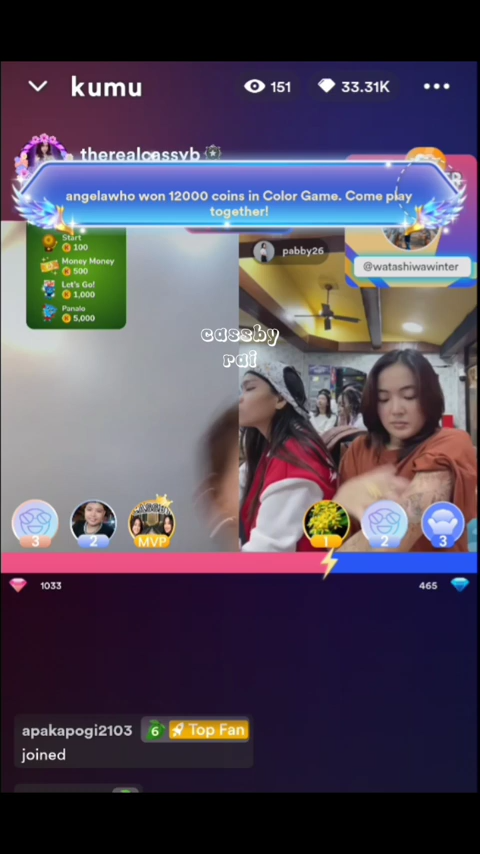 kumu
151
33.31K
therealcassyb
angelawho won 12000 coins in Color Game. Come play
together!
Start
100
Money Money
500
Let's Go!
1,000
Panalo
5,000
pabby26
@watashiwawinter
cassby
rai
3
2
MVP
1
2
3
1033
465
apakapogi2103
6
Top Fan
joined